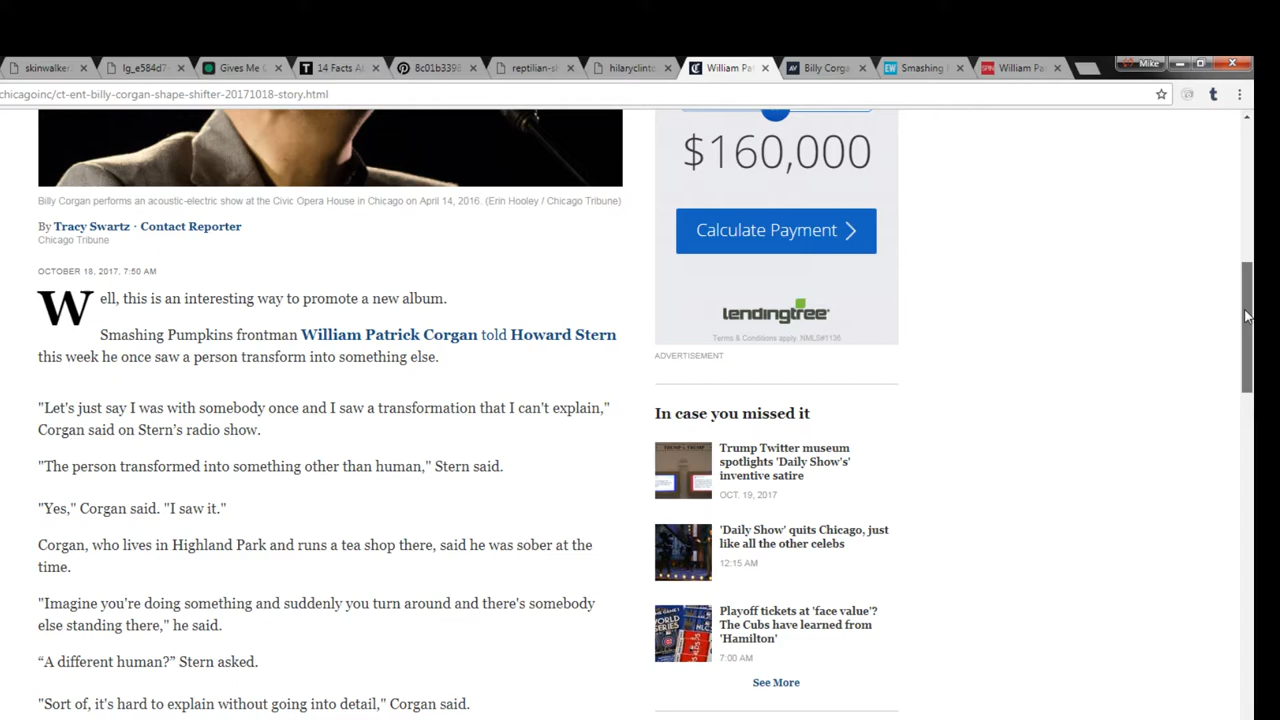 skinwalker
lg_e584d7
Gives Me
14 Facts A
8c01b3398
reptilian-sh
hilaryclintc
William Pa
Billy Corga
Smashing
William Pa
Mike
chicagoinc/ct-ent-billy-corgan-shape-shifter-20171018-story.html
Billy Corgan performs an acoustic-electric show at the Civic Opera House in Chicago on April 14, 2016. (Erin Hooley / Chicago Tribune)
By Tracy Swartz · Contact Reporter
Chicago Tribune
OCTOBER 18, 2017, 7:50 AM
Well, this is an interesting way to promote a new album.
Smashing Pumpkins frontman William Patrick Corgan told Howard Stern
this week he once saw a person transform into something else.
"Let's just say I was with somebody once and I saw a transformation that I can't explain,"
Corgan said on Stern’s radio show.
"The person transformed into something other than human," Stern said.
"Yes," Corgan said. "I saw it."
Corgan, who lives in Highland Park and runs a tea shop there, said he was sober at the
time.
"Imagine you're doing something and suddenly you turn around and there's somebody
else standing there," he said.
“A different human?” Stern asked.
"Sort of, it's hard to explain without going into detail," Corgan said.
$160,000
Calculate Payment
lendingtree
Terms & Conditions apply. NMLS#1136
ADVERTISEMENT
In case you missed it
Trump Twitter museum
spotlights 'Daily Show's'
inventive satire
OCT. 19, 2017
'Daily Show' quits Chicago, just
like all the other celebs
12:15 AM
Playoff tickets at 'face value'?
The Cubs have learned from
'Hamilton'
7:00 AM
See More